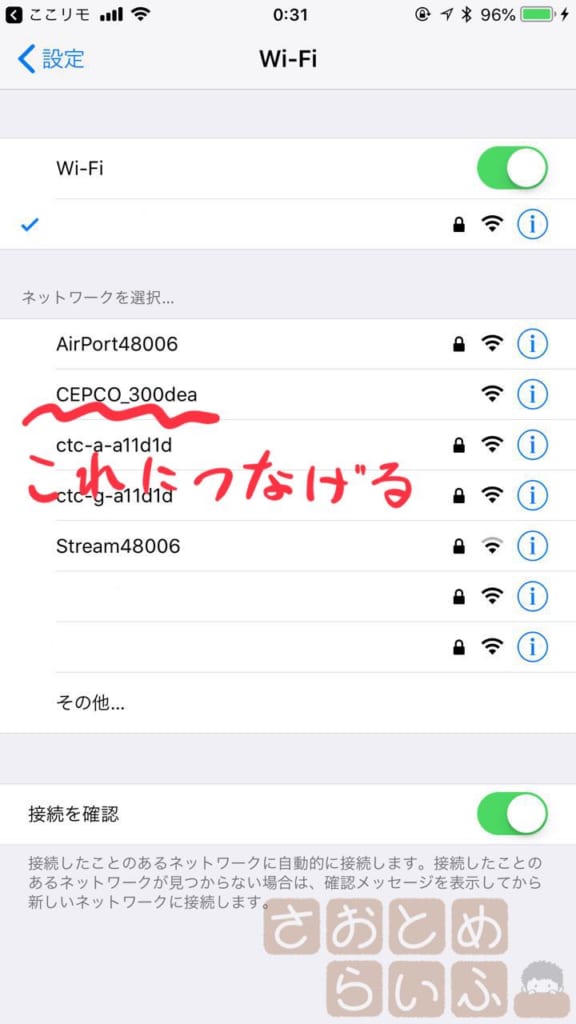 ここリモ 0:31 96%
設定 Wi-Fi
Wi-Fi
ネットワークを選択...
AirPort48006
CEPCO_300dea
ctc-a-a11d1d
これにつなげる
ctc-g-a11d1d
Stream48006
その他...
接続を確認
接続したことのあるネットワークに自動的に接続します。接続したことの
あるネットワークが見つからない場合は、確認メッセージを表示してから
新しいネットワークに接続します。
さおとめ
らいふ